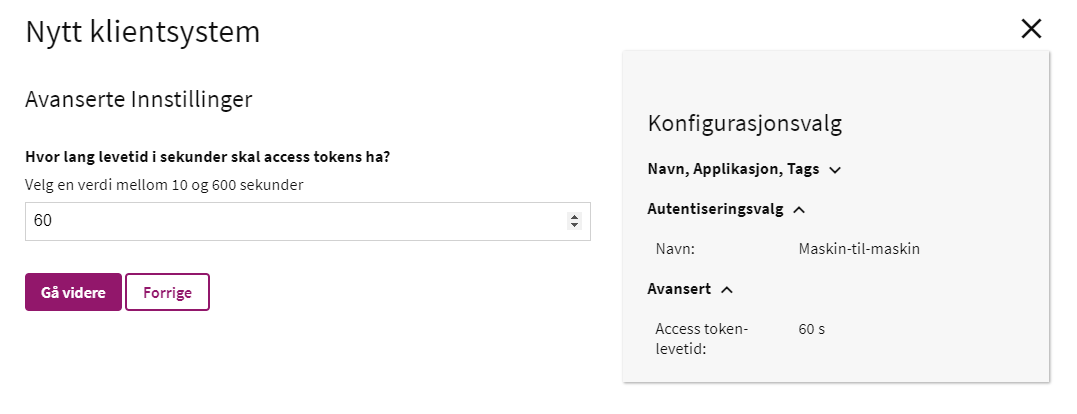 Nytt klientsystem
Avanserte Innstillinger
Hvor lang levetid i sekunder skal access tokens ha?
Velg en verdi mellom 10 og 600 sekunder
60
Gå videre
Forrige
Konfigurasjonsvalg
Navn, Applikasjon, Tags
Autentiseringsvalg
Navn: Maskin-til-maskin
Avansert
Access token- 60 s
levetid: